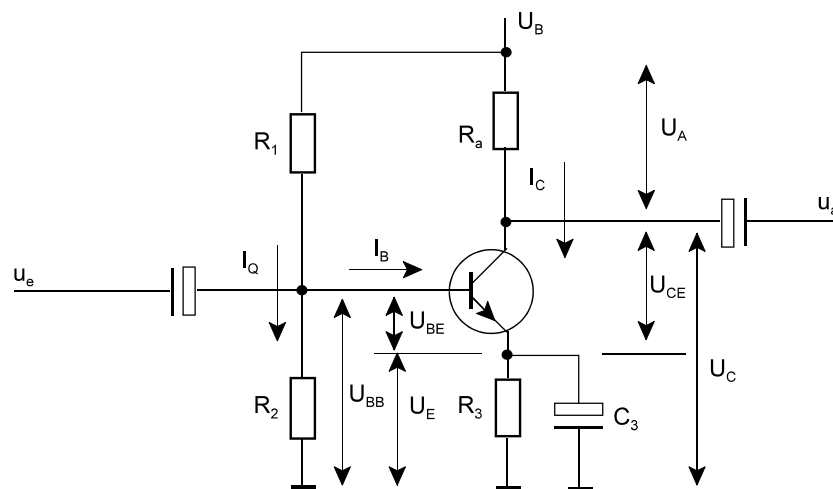 U_B
R_1
R_a
U_A
I_C
u_a
I_Q
I_B
u_e
U_CE
U_BE
U_C
R_2
U_BB
U_E
R_3
C_3